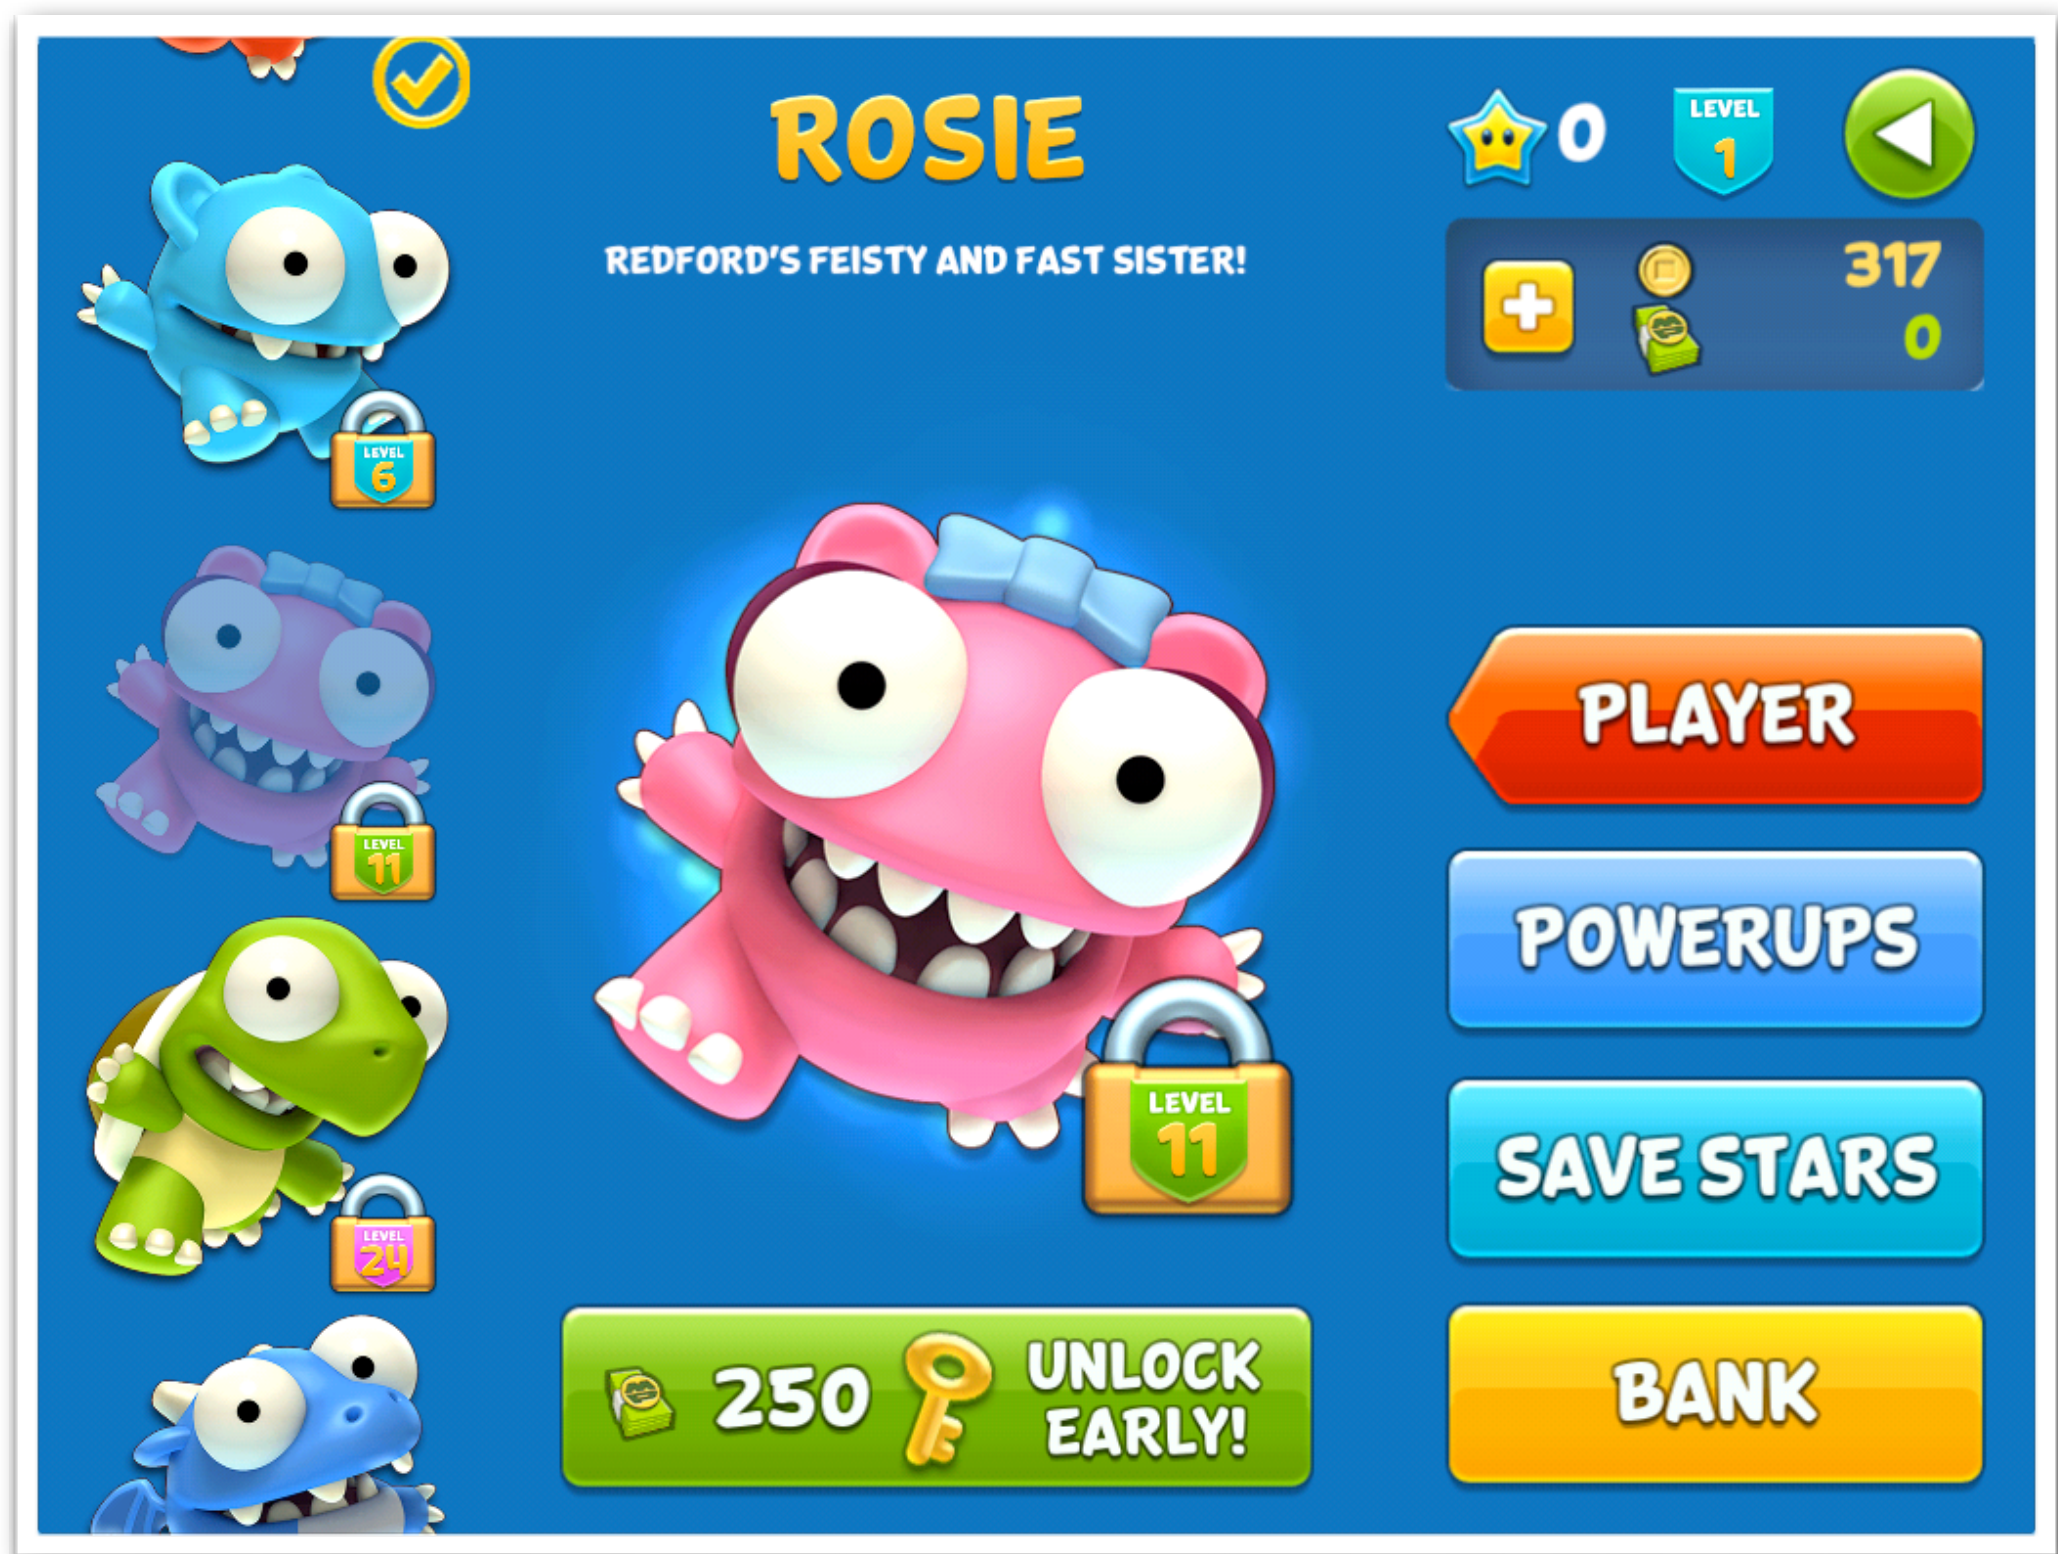 ROSIE
REDFORD'S FEISTY AND FAST SISTER!
0
LEVEL
1
317
0
LEVEL
6
LEVEL
11
LEVEL
24
LEVEL
11
PLAYER
POWERUPS
SAVE STARS
BANK
250
UNLOCK
EARLY!